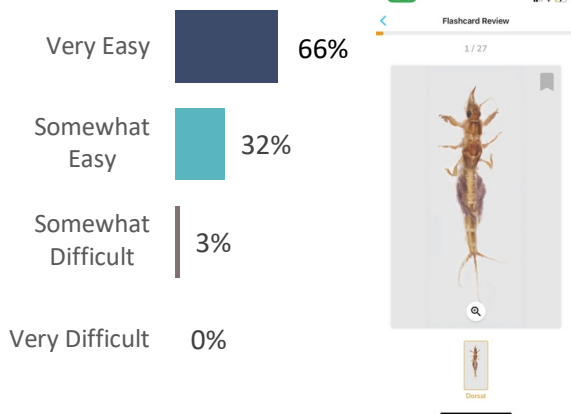 Very Easy
66%
Somewhat
Easy
32%
Somewhat
Difficult
3%
Very Difficult
0%
Flashcard Review
1 / 27
Dorsal